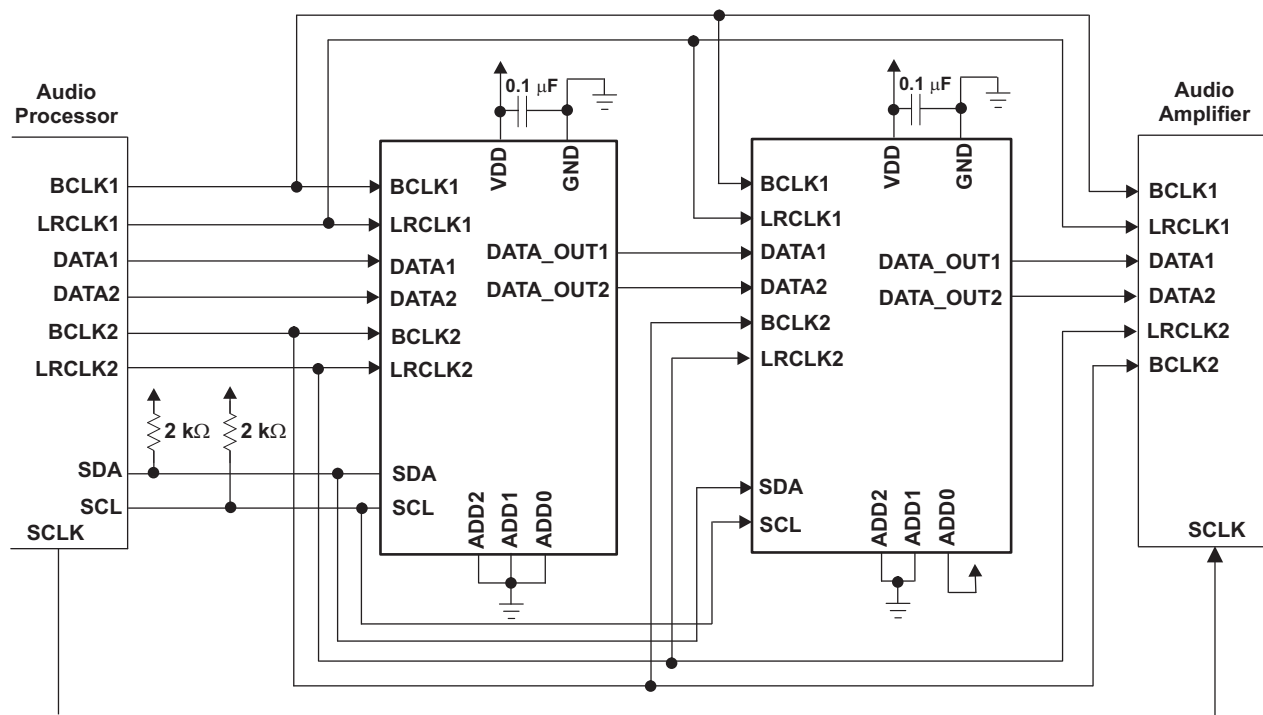 Audio
Processor
BCLK1
LRCLK1
DATA1
DATA2
BCLK2
LRCLK2
2 kΩ
2 kΩ
SDA
SCL
SCLK
0.1 μF
VDD
GND
BCLK1
LRCLK1
DATA1
DATA2
BCLK2
LRCLK2
DATA_OUT1
DATA_OUT2
SDA
SCL
ADD2
ADD1
ADD0
0.1 μF
VDD
GND
BCLK1
LRCLK1
DATA1
DATA2
BCLK2
LRCLK2
DATA_OUT1
DATA_OUT2
SDA
SCL
ADD2
ADD1
ADD0
Audio
Amplifier
BCLK1
LRCLK1
DATA1
DATA2
LRCLK2
BCLK2
SCLK